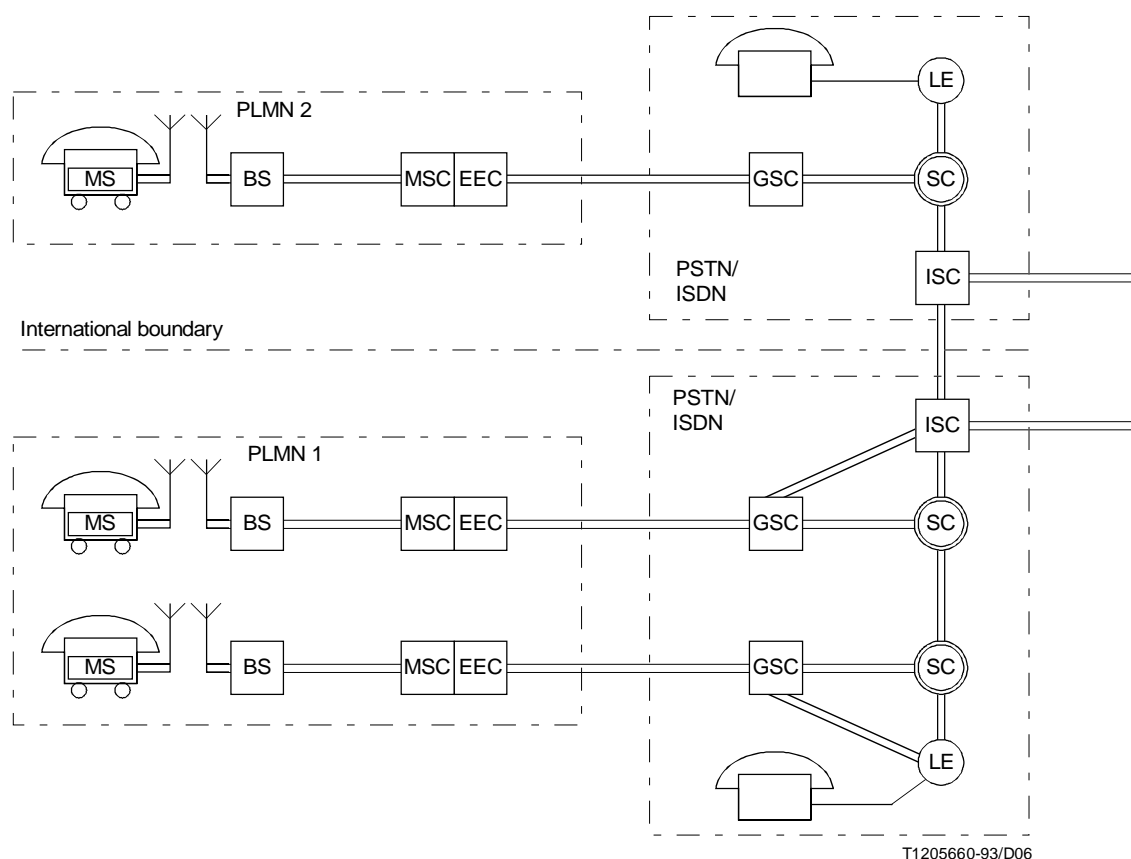 LE
PLMN 2
MS
BS
MSC
EEC
GSC
SC
PSTN/
ISDN
ISC
International boundary
PSTN/
ISDN
ISC
PLMN 1
MS
BS
MSC
EEC
GSC
SC
MS
BS
MSC
EEC
GSC
SC
LE
T1205660-93/D06